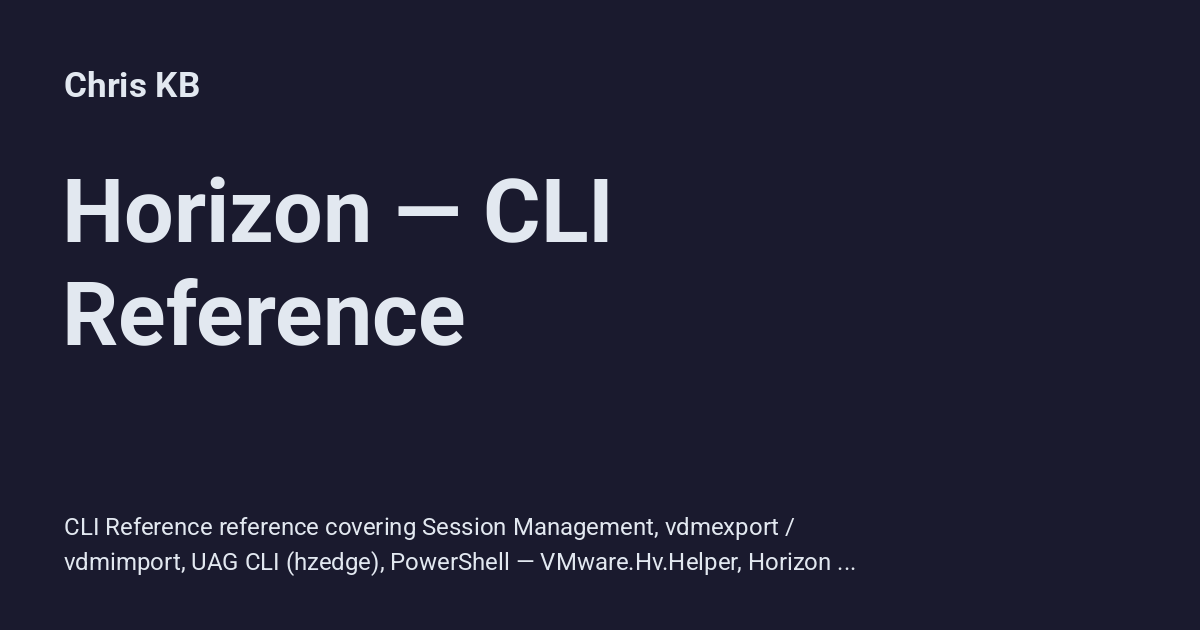 Chris KB
Horizon — CLI
Reference
CLI Reference reference covering Session Management, vdmexport /
vdmimport, UAG CLI (hzedge), PowerShell — VMware.Hv.Helper, Horizon ...